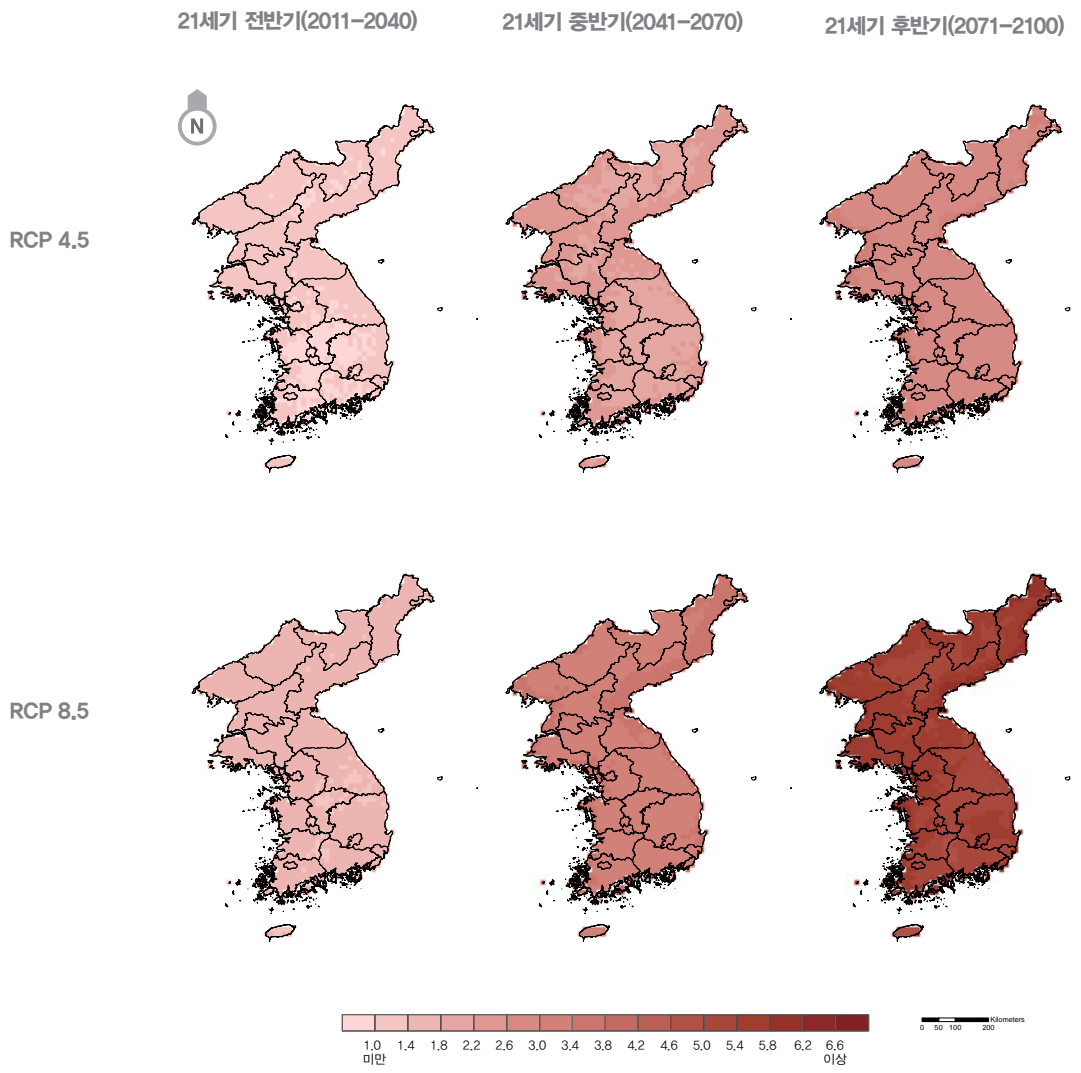 21세기 전반기(2011-2040) 21세기 중반기(2041-2070) 21세기 후반기(2071-2100)
N
RCP 4.5
RCP 8.5
1.0 1.4 1.8 2.2 2.6 3.0 3.4 3.8 4.2 4.6 5.0 5.4 5.8 6.2 6.6
미만 이상
Kilometers
0 50 100 200